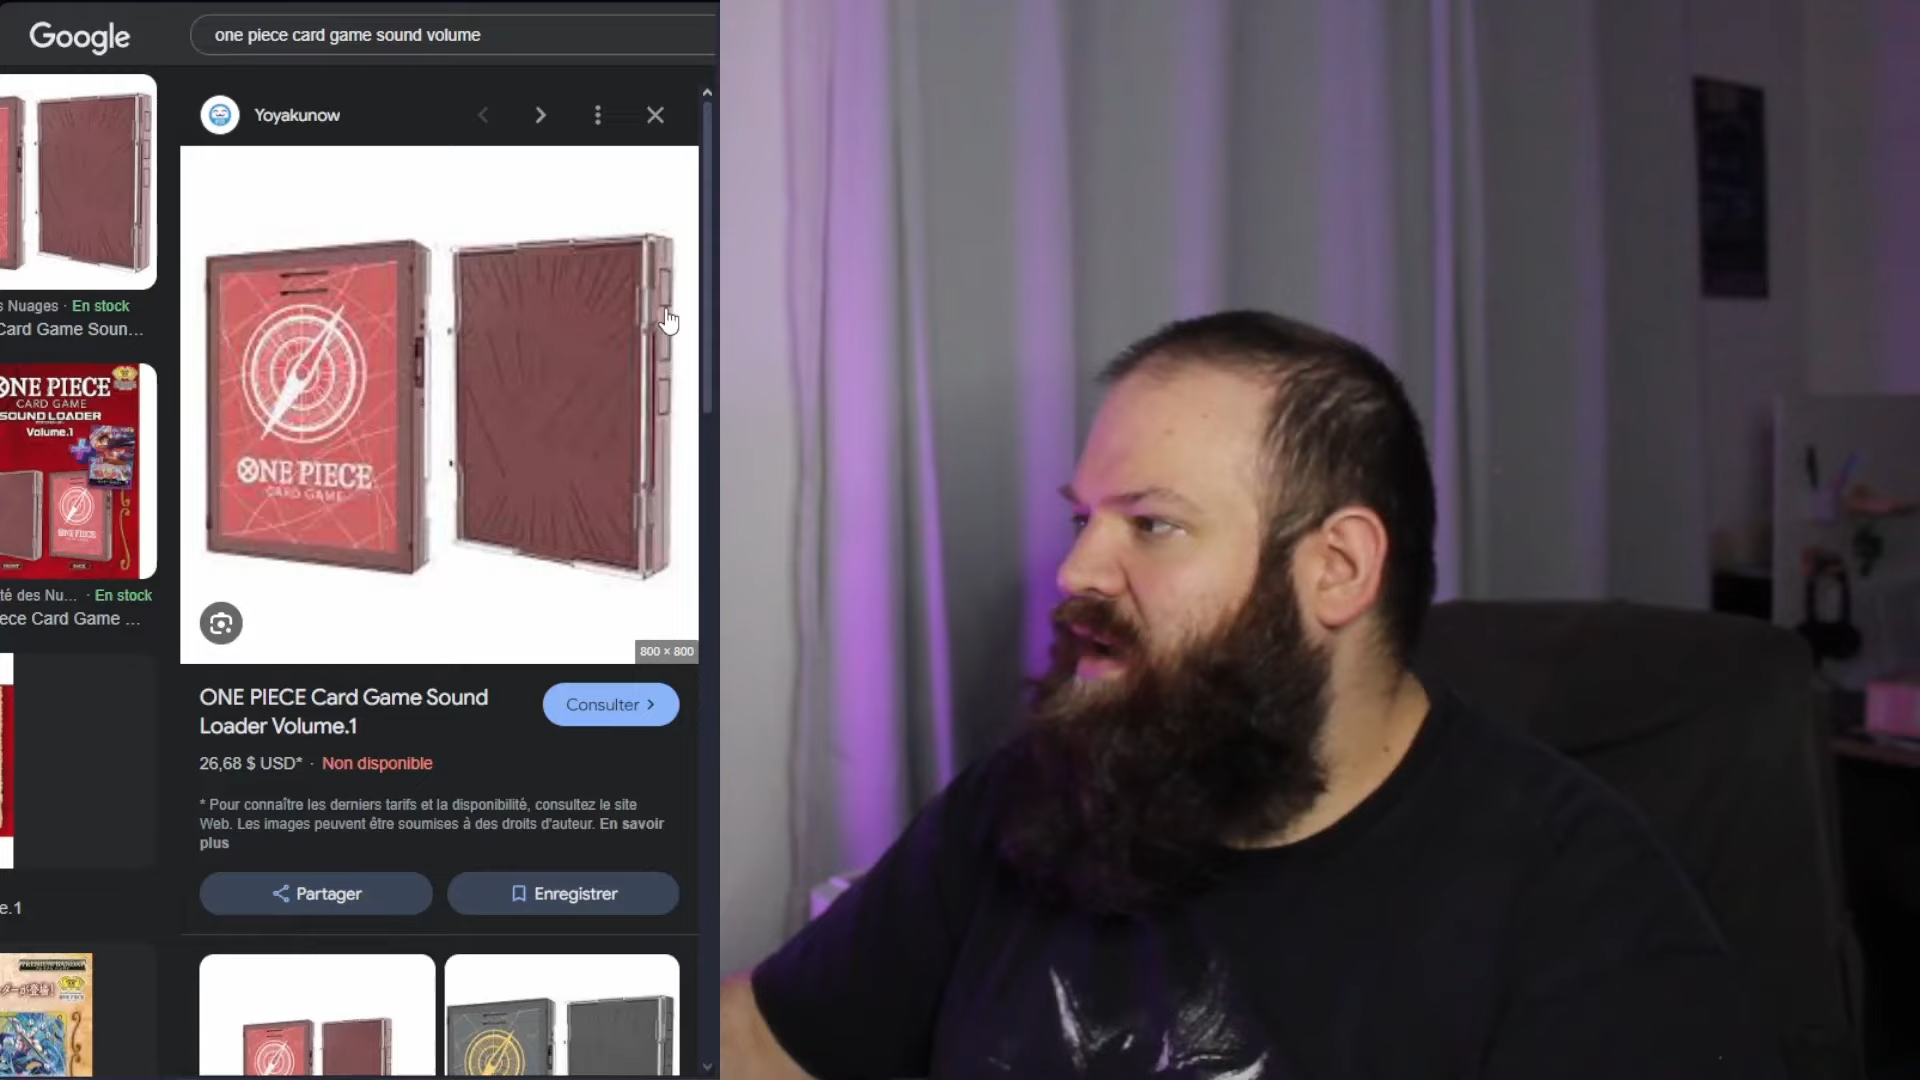 Google
one piece card game sound volume
Yoyakunow
s Nuages · En stock
Card Game Soun...
ONE PIECE
CARD GAME
SOUND LOADER
Volume.1
té des Nu... · En stock
ece Card Game ...
e.1
ONE PIECE
CARD GAME
800 × 800
ONE PIECE Card Game Sound
Loader Volume.1
Consulter
26,68 $ USD* · Non disponible
* Pour connaître les derniers tarifs et la disponibilité, consultez le site
Web. Les images peuvent être soumises à des droits d'auteur. En savoir
plus
Partager
Enregistrer